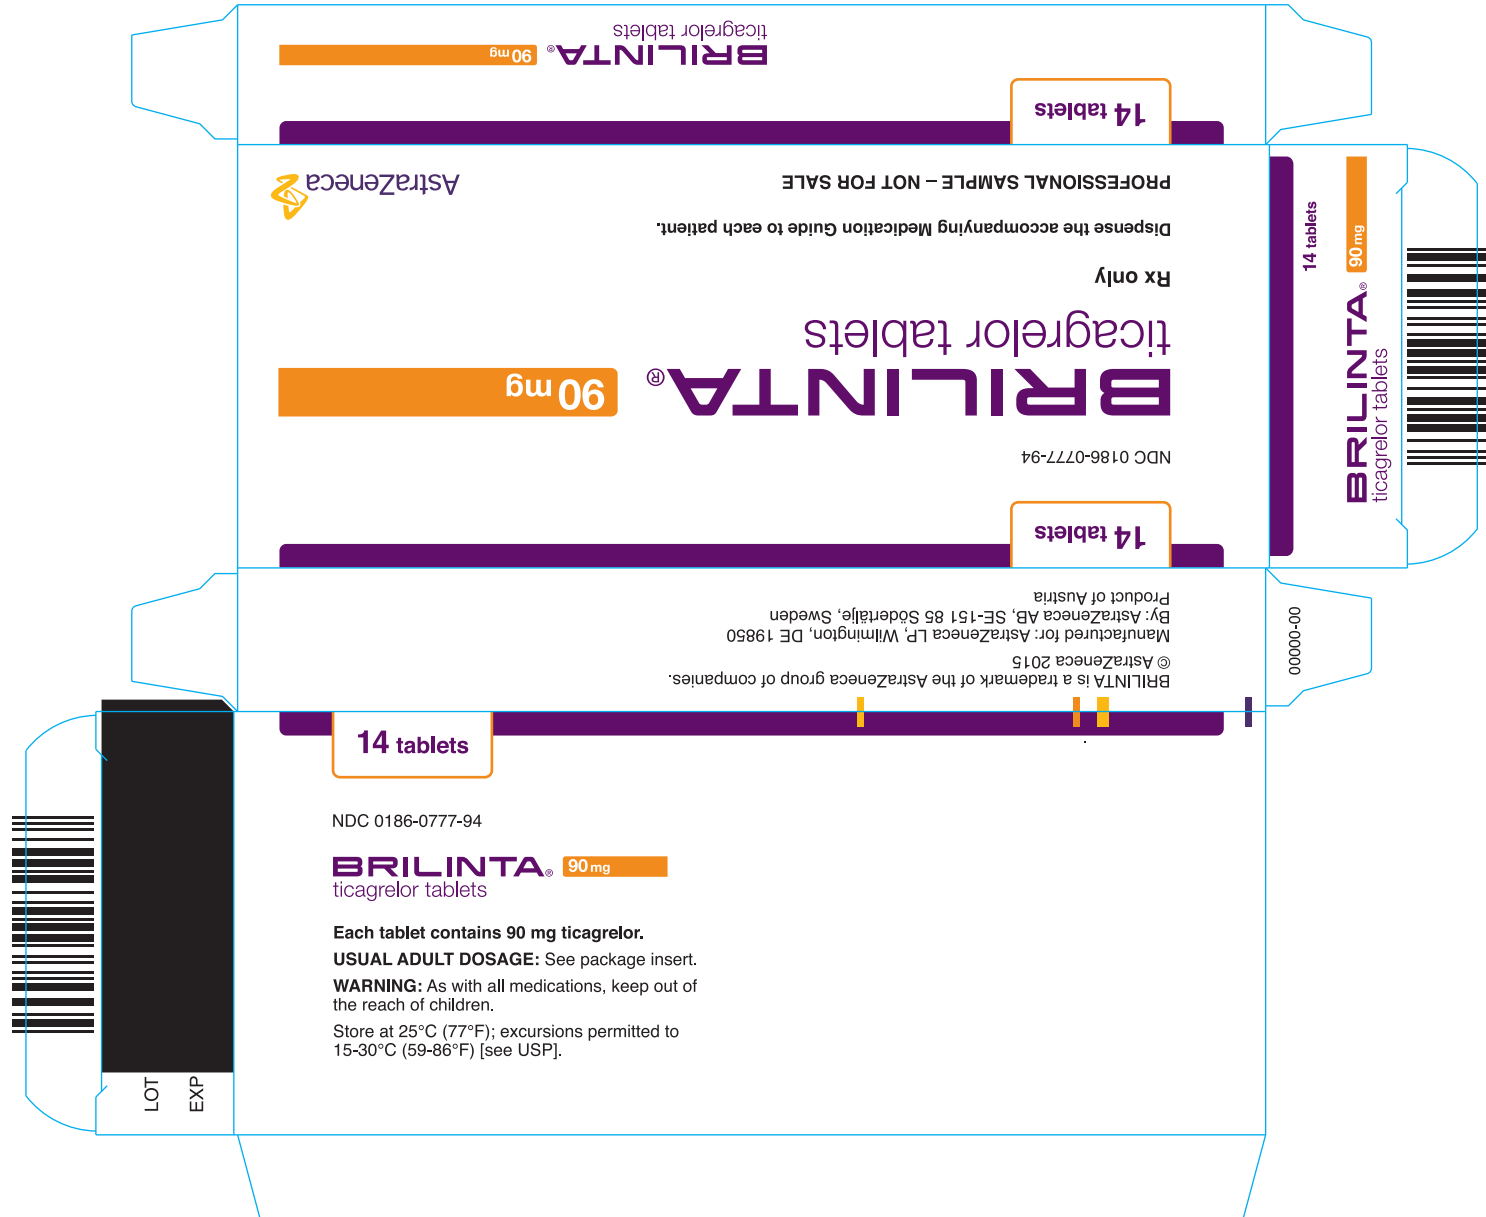 BRILINTA® 90 mg
ticagrelor tablets
14 tablets
14 tablets
NDC 0186-0777-94
BRILINTA® 90 mg
ticagrelor tablets
Rx only
Dispense the accompanying Medication Guide to each patient.
PROFESSIONAL SAMPLE – NOT FOR SALE
AstraZeneca
14 tablets
BRILINTA® 90 mg
ticagrelor tablets
BRILINTA is a trademark of the AstraZeneca group of companies.
© AstraZeneca 2015
Manufactured for: AstraZeneca LP, Wilmington, DE 19850
By: AstraZeneca AB, SE-151 85 Södertälje, Sweden
Product of Austria
00000-00
14 tablets
NDC 0186-0777-94
BRILINTA® 90 mg
ticagrelor tablets
Each tablet contains 90 mg ticagrelor.
USUAL ADULT DOSAGE: See package insert.
WARNING: As with all medications, keep out of
the reach of children.
Store at 25°C (77°F); excursions permitted to
15-30°C (59-86°F) [see USP].
LOT
EXP